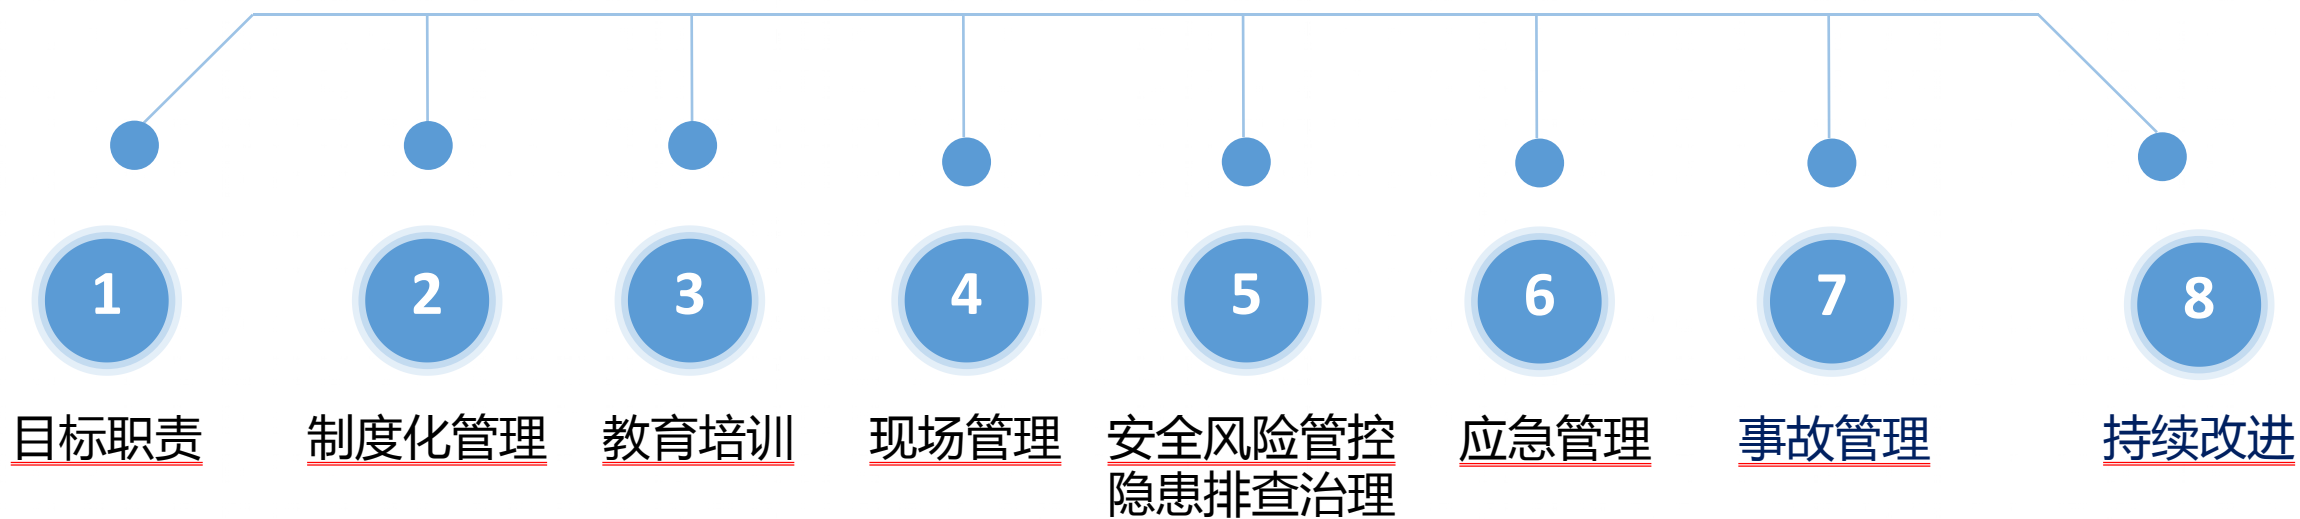 1
2
3
4
5
6
7
8
目标职责
制度化管理
教育培训
现场管理
安全风险管控
隐患排查治理
应急管理
事故管理
持续改进